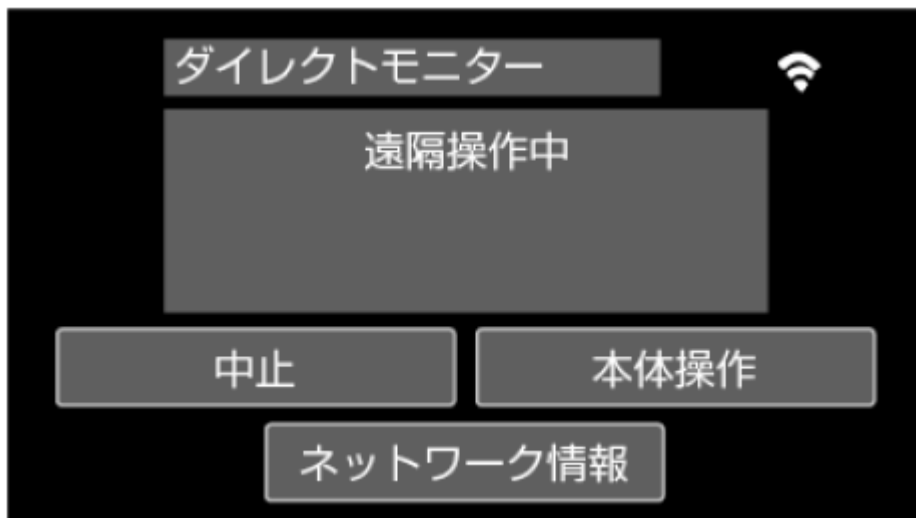 ダイレクトモニター
遠隔操作中
中止
本体操作
ネットワーク情報